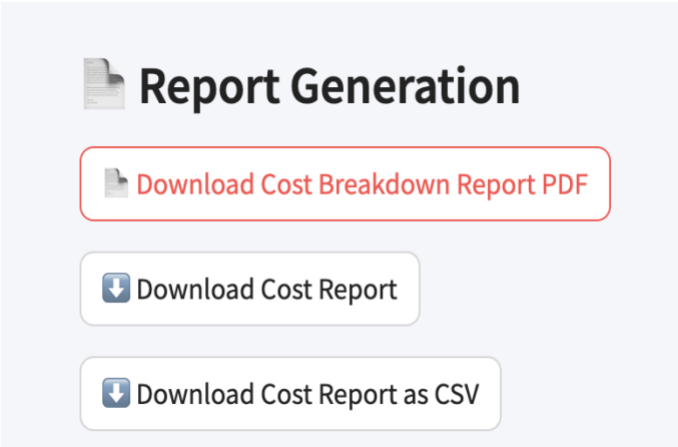 Report Generation
Download Cost Breakdown Report PDF
Download Cost Report
Download Cost Report as CSV